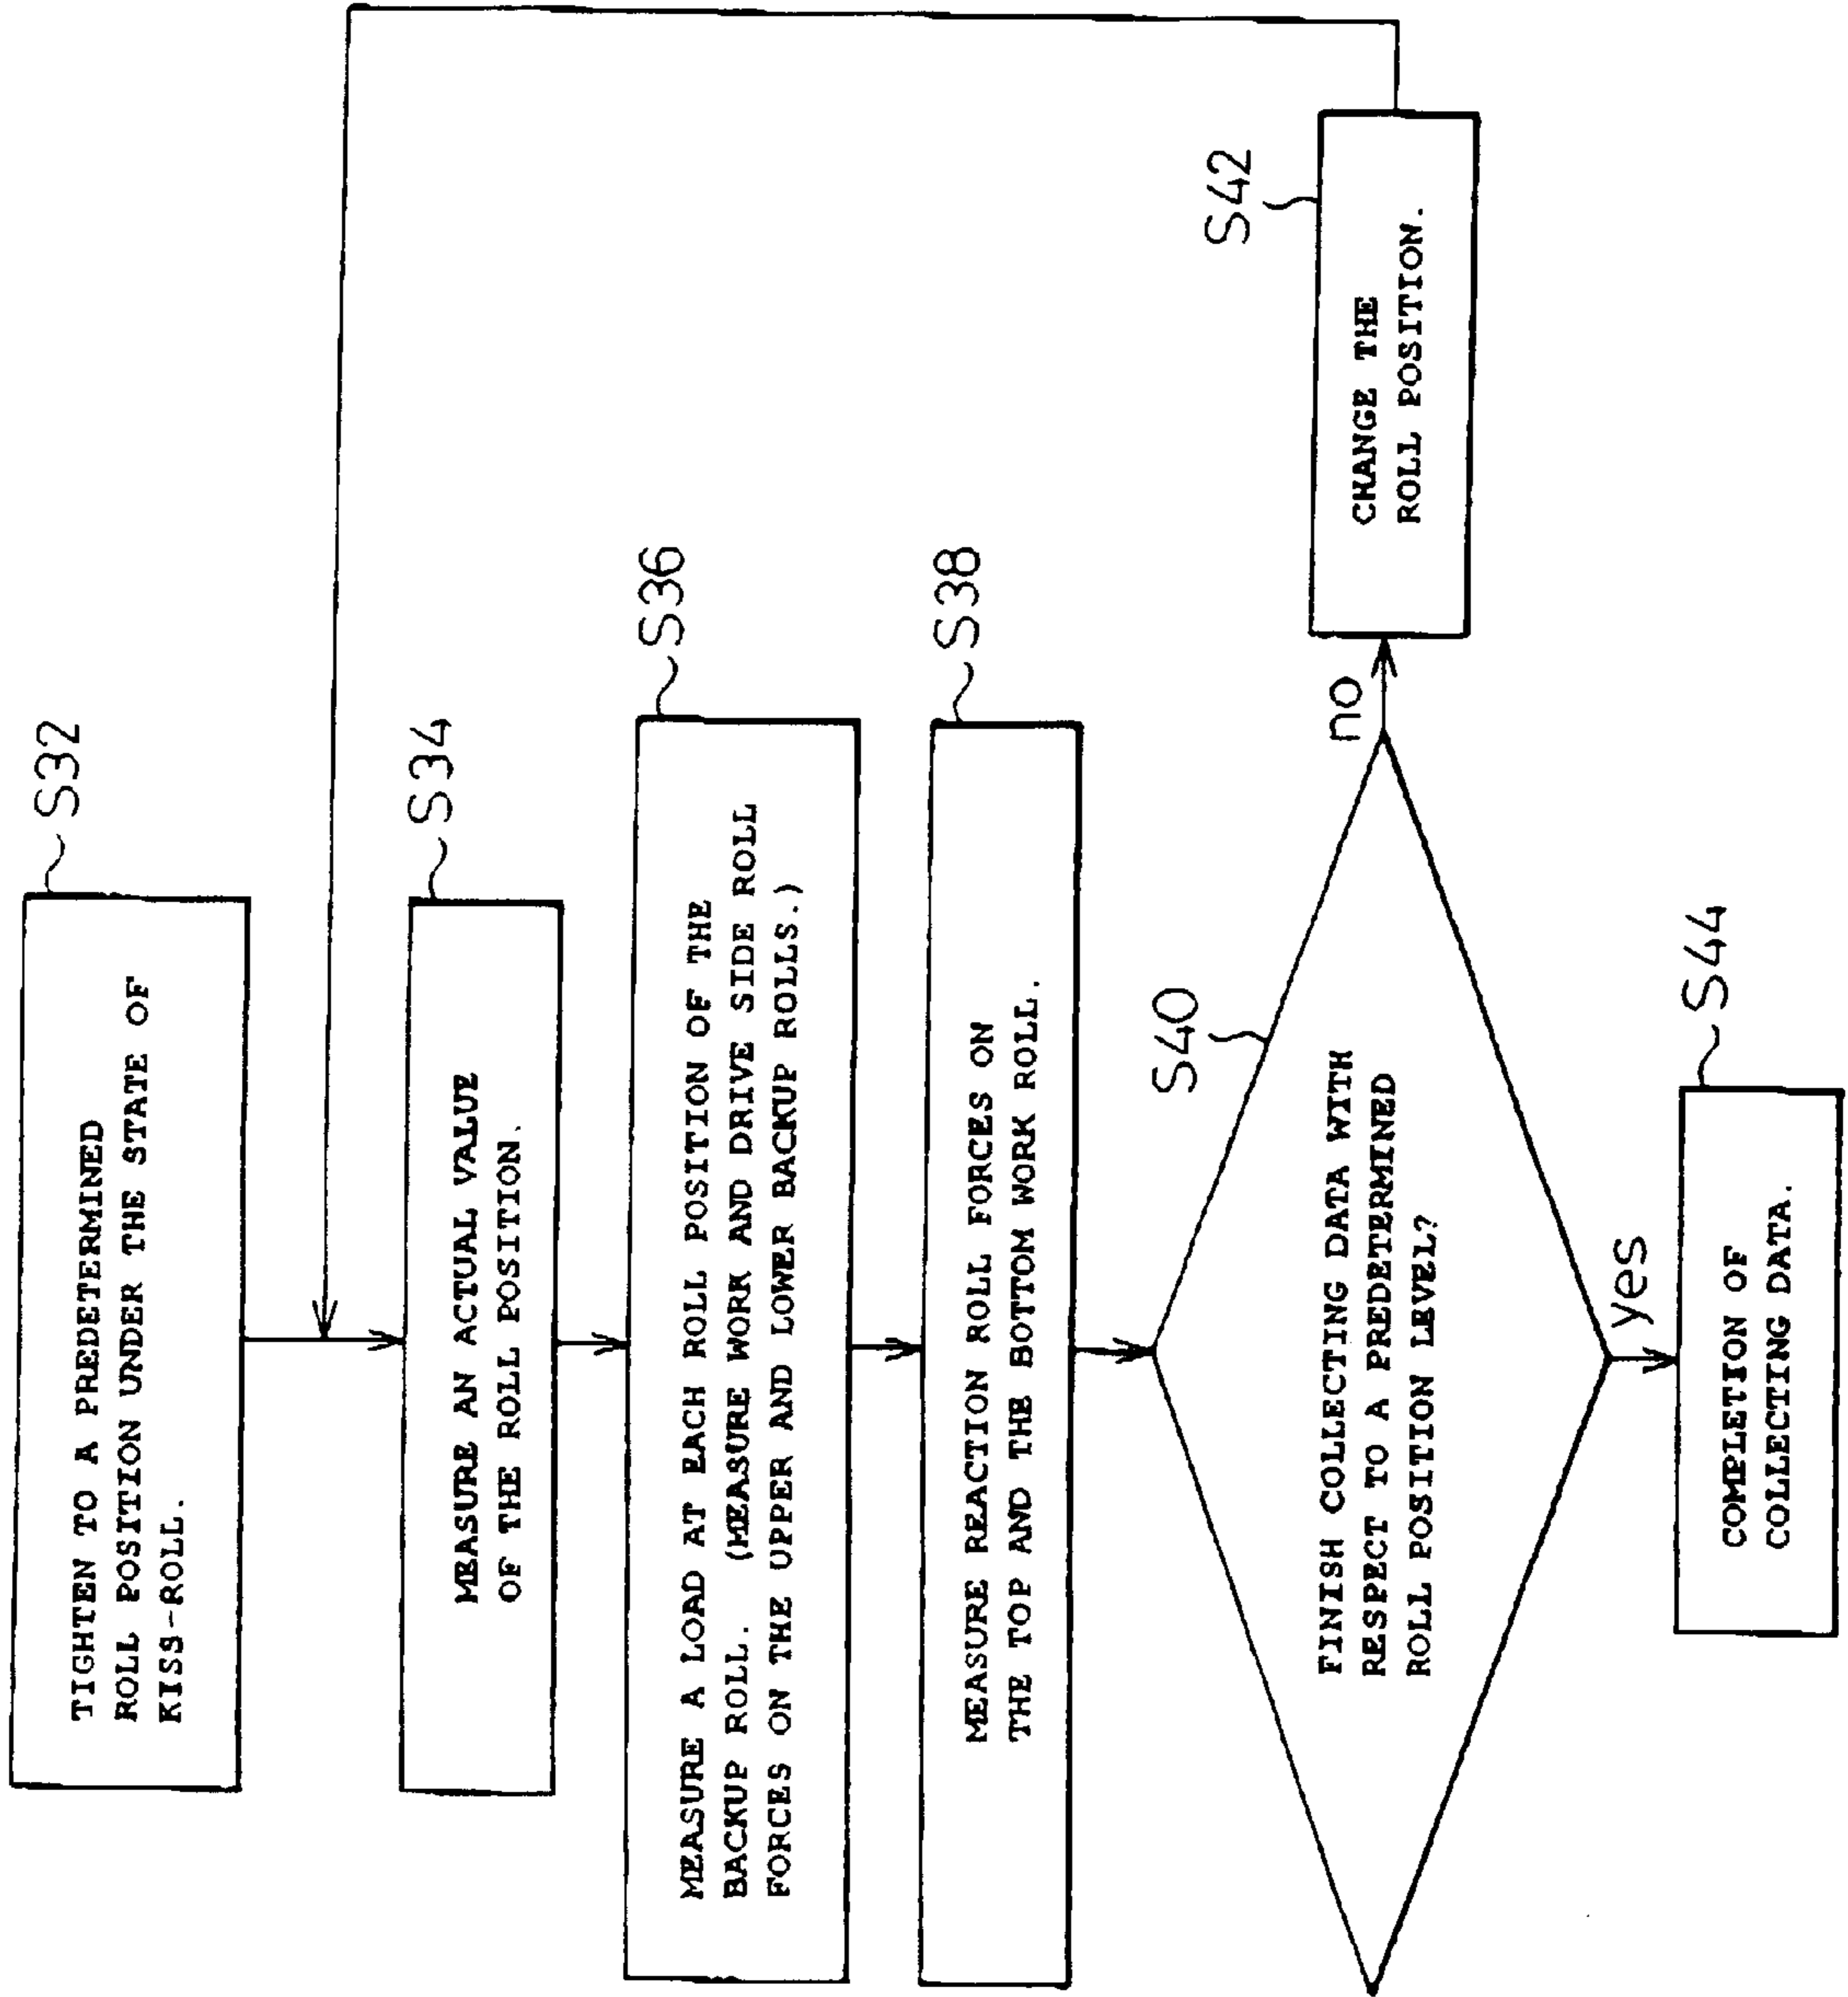 S32
TIGHTEN TO A PREDETERMINED
ROLL POSITION UNDER THE STATE OF
KISS-ROLL.
S34
MEASURE AN ACTUAL VALUE
OF THE ROLL POSITION.
S36
MEASURE A LOAD AT EACH ROLL POSITION OF THE
BACKUP ROLL. (MEASURE WORK AND DRIVE SIDE ROLL
FORCES ON THE UPPER AND LOWER BACKUP ROLLS.)
S38
MEASURE REACTION ROLL FORCES ON
THE TOP AND THE BOTTOM WORK ROLL.
S40
FINISH COLLECTING DATA WITH
RESPECT TO A PREDETERMINED
ROLL POSITION LEVEL?
no
S42
CHANGE THE
ROLL POSITION.
yes
S44
COMPLETION OF
COLLECTING DATA.